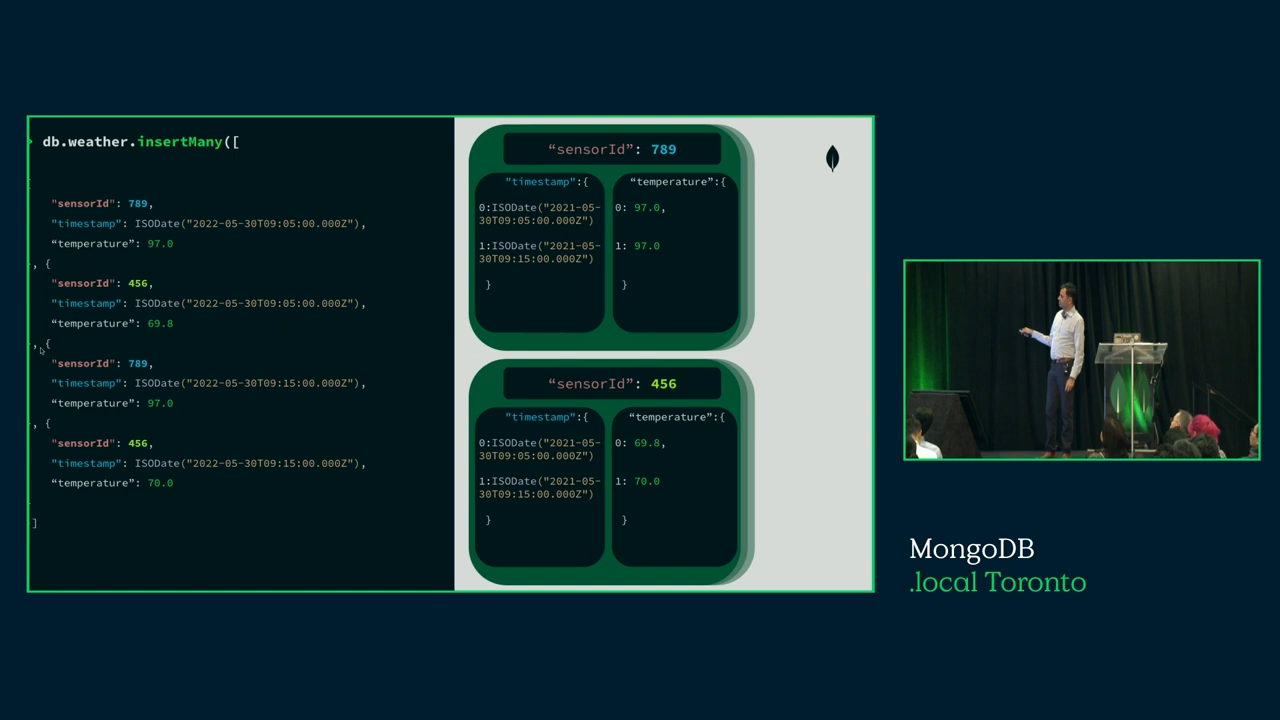 db.weather.insertMany([
"sensorId": 789,
"timestamp": ISODate("2022-05-30T09:05:00.000Z"),
"temperature": 97.0
, {
"sensorId": 456,
"timestamp": ISODate("2022-05-30T09:05:00.000Z"),
"temperature": 69.8
, {
"sensorId": 789,
"timestamp": ISODate("2022-05-30T09:15:00.000Z"),
"temperature": 97.0
, {
"sensorId": 456,
"timestamp": ISODate("2022-05-30T09:15:00.000Z"),
"temperature": 70.0
]
“sensorId”: 789
"timestamp":{
0:ISODate("2021-05-
30T09:05:00.000Z")
1:ISODate("2021-05-
30T09:15:00.000Z")
}
“temperature”:{
0: 97.0,
1: 97.0
}
“sensorId”: 456
"timestamp":{
0:ISODate("2021-05-
30T09:05:00.000Z")
1:ISODate("2021-05-
30T09:15:00.000Z")
}
“temperature”:{
0: 69.8,
1: 70.0
}
MongoDB
.local Toronto